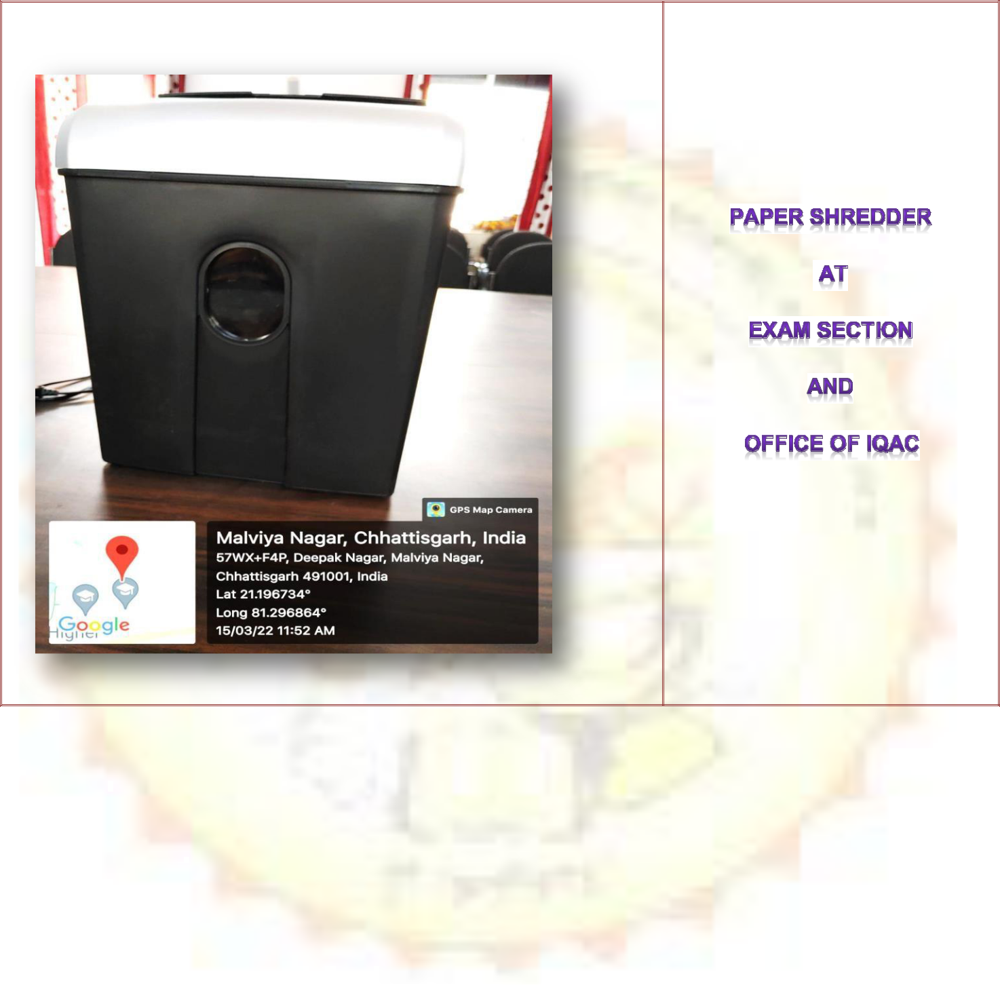 PAPER SHREDDER
AT
EXAM SECTION
AND
OFFICE OF IQAC
GPS Map Camera
Malviya Nagar, Chhattisgarh, India
57WX+F4P, Deepak Nagar, Malviya Nagar,
Chhattisgarh 491001, India
Lat 21.196734°
Long 81.296864°
15/03/22 11:52 AM
Google
Higher